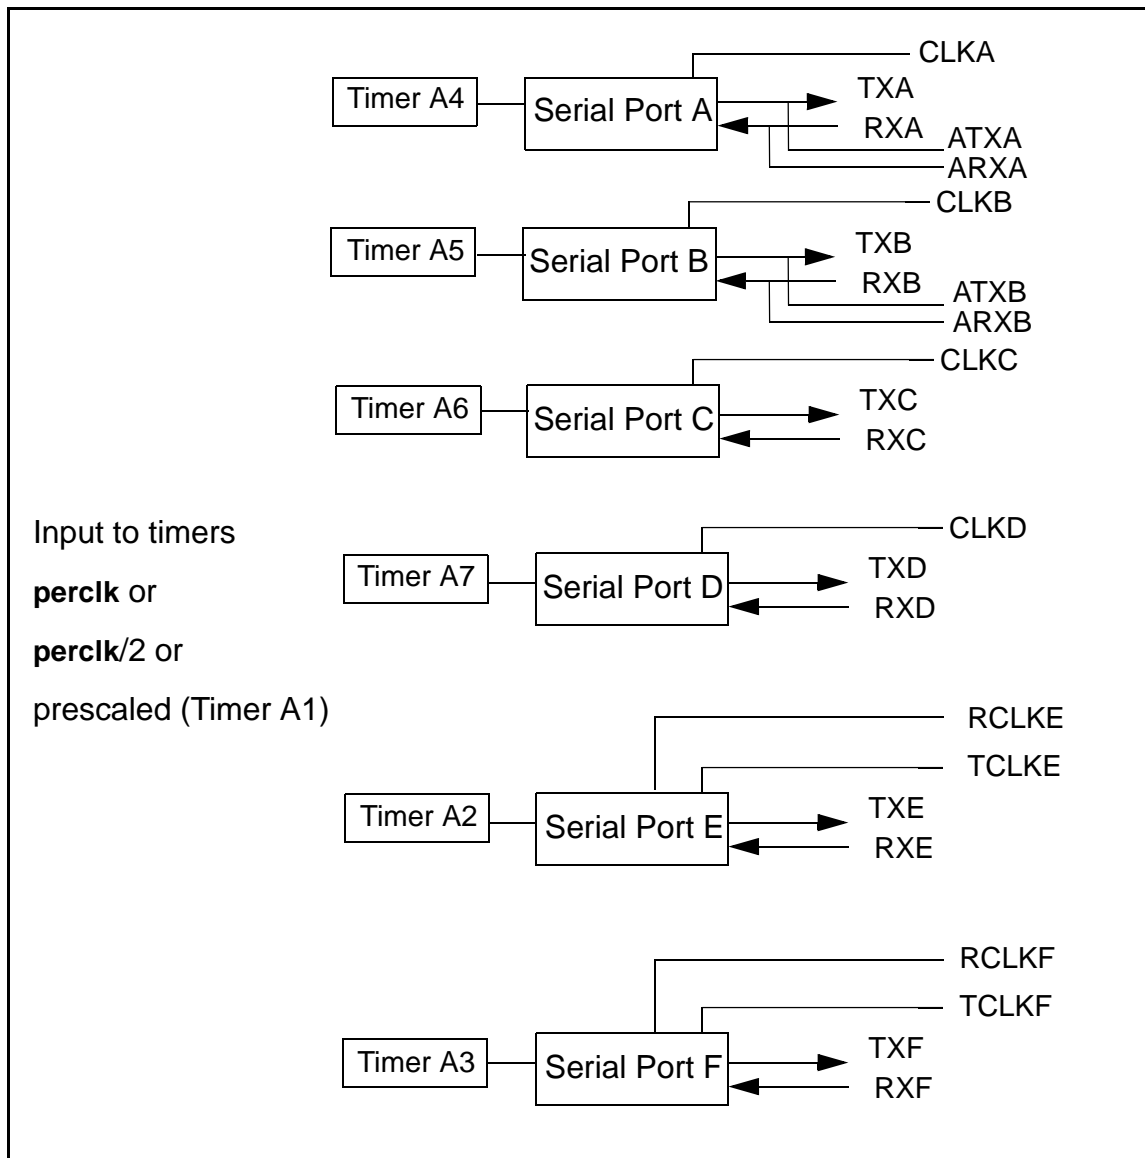 CLKA
Timer A4
Serial Port A
TXA
RXA
ATXA
ARXA
CLKB
Timer A5
Serial Port B
TXB
RXB
ATXB
ARXB
CLKC
Timer A6
Serial Port C
TXC
RXC
Input to timers
perclk or
perclk/2 or
prescaled (Timer A1)
CLKD
Timer A7
Serial Port D
TXD
RXD
RCLKE
TCLKE
Timer A2
Serial Port E
TXE
RXE
RCLKF
TCLKF
Timer A3
Serial Port F
TXF
RXF